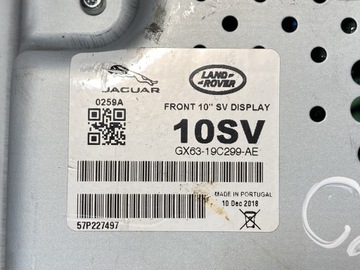 JAGUAR
LAND-
ROVER
0259A
FRONT 10" SV DISPLAY
10SV
GX63-19C299-AE
MADE IN PORTUGAL
10 Dec 2018
57P227497